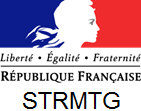 Liberté • Égalité • Fraternité
RÉPUBLIQUE FRANÇAISE
STRMTG